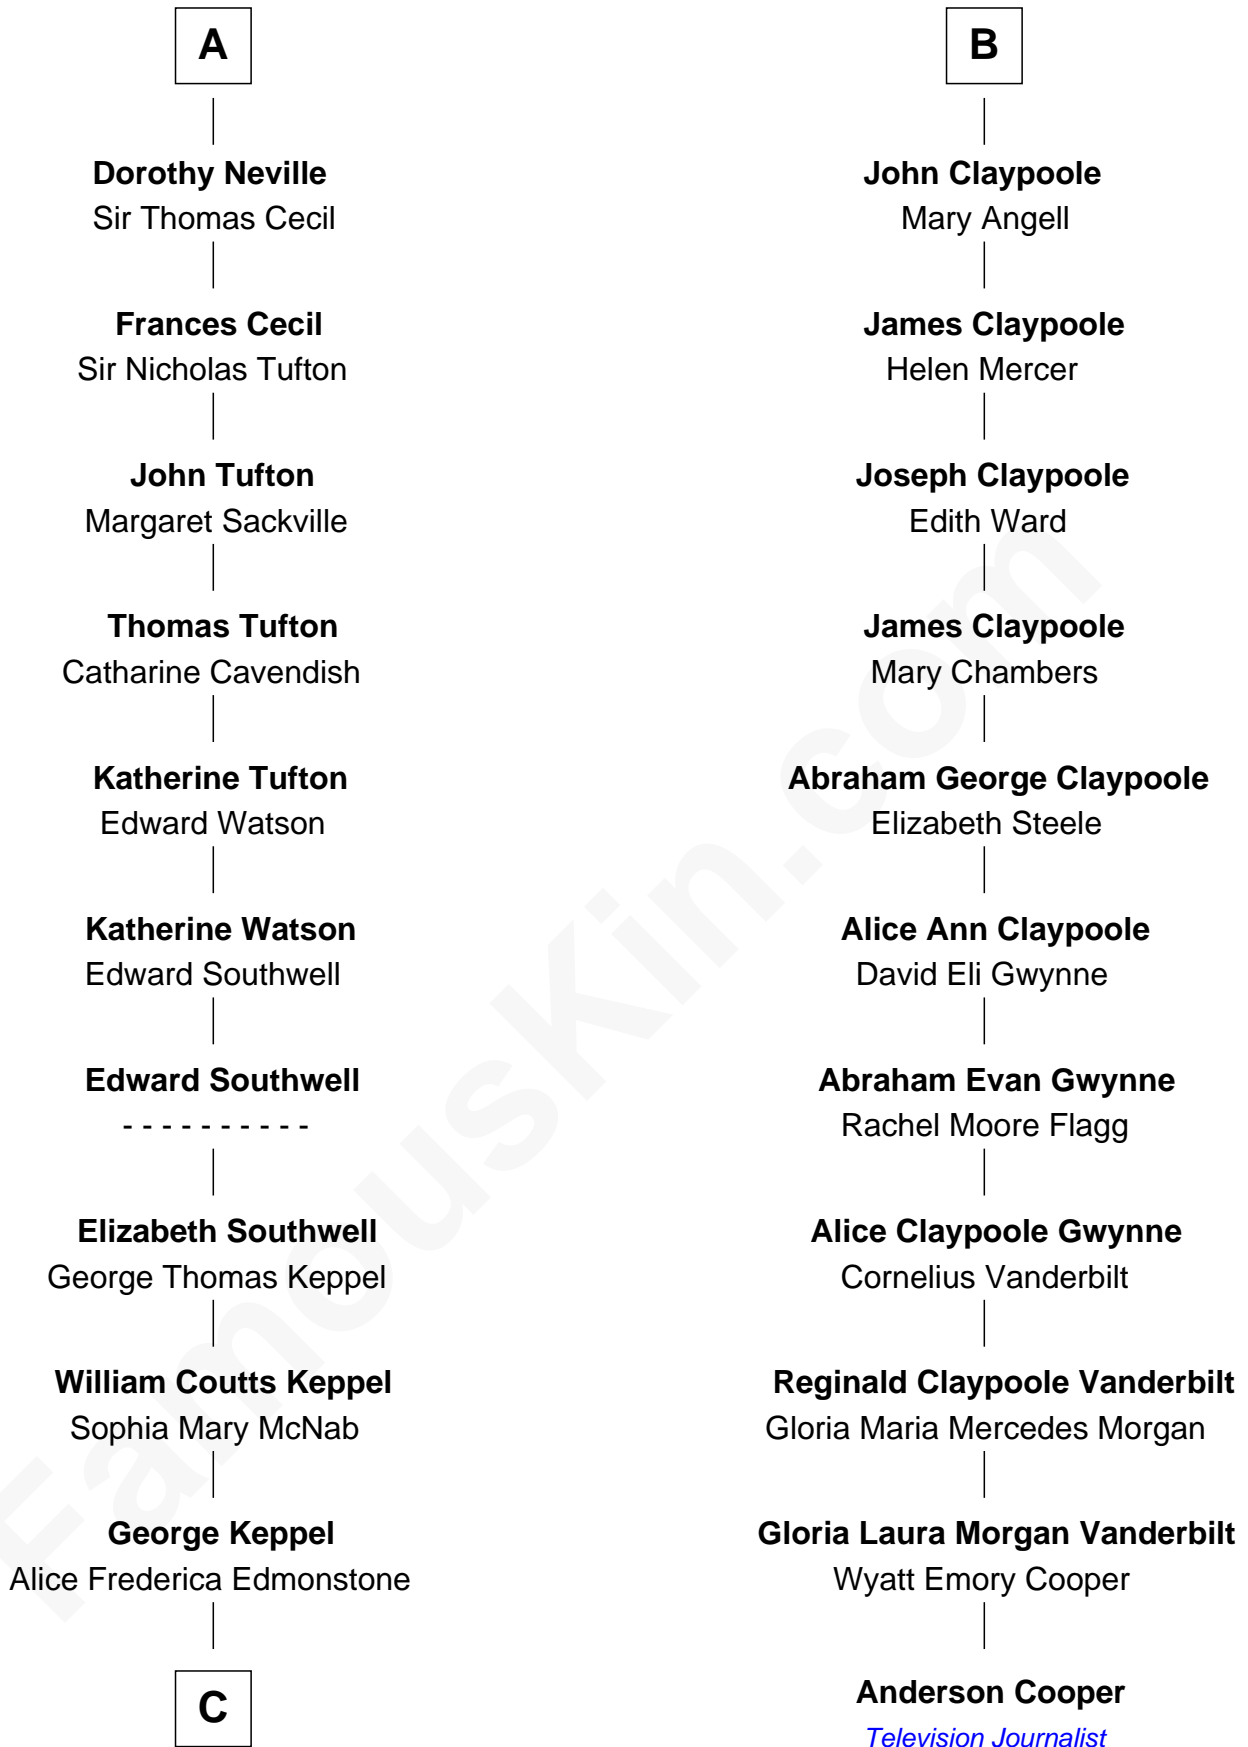 A
Dorothy Neville
Sir Thomas Cecil
Frances Cecil
Sir Nicholas Tufton
John Tufton
Margaret Sackville
Thomas Tufton
Catharine Cavendish
Katherine Tufton
Edward Watson
Katherine Watson
Edward Southwell
Edward Southwell
- - - - - - - - - -
Elizabeth Southwell
George Thomas Keppel
William Coutts Keppel
Sophia Mary McNab
George Keppel
Alice Frederica Edmonstone
C
B
John Claypoole
Mary Angell
James Claypoole
Helen Mercer
Joseph Claypoole
Edith Ward
James Claypoole
Mary Chambers
Abraham George Claypoole
Elizabeth Steele
Alice Ann Claypoole
David Eli Gwynne
Abraham Evan Gwynne
Rachel Moore Flagg
Alice Claypoole Gwynne
Cornelius Vanderbilt
Reginald Claypoole Vanderbilt
Gloria Maria Mercedes Morgan
Gloria Laura Morgan Vanderbilt
Wyatt Emory Cooper
Anderson Cooper
Television Journalist
FamousKin.com